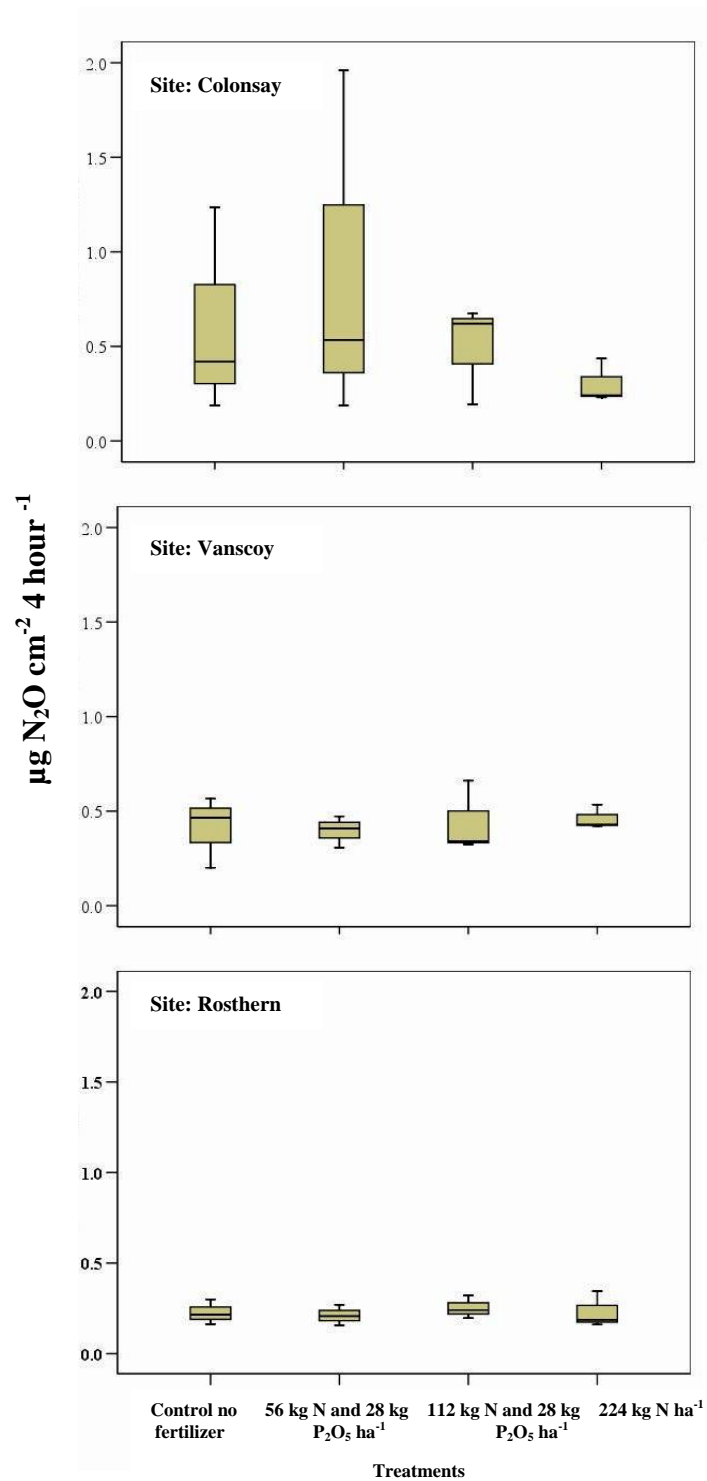 μg N₂O cm⁻² 4 hour ⁻¹
Site: Colonsay
2.0
1.5
1.0
0.5
0.0
Site: Vanscoy
2.0
1.5
1.0
0.5
0.0
Site: Rosthern
2.0
1.5
1.0
0.5
0.0
Control no
fertilizer
56 kg N and 28 kg
P₂O₅ ha⁻¹
112 kg N and 28 kg
P₂O₅ ha⁻¹
224 kg N ha⁻¹
Treatments